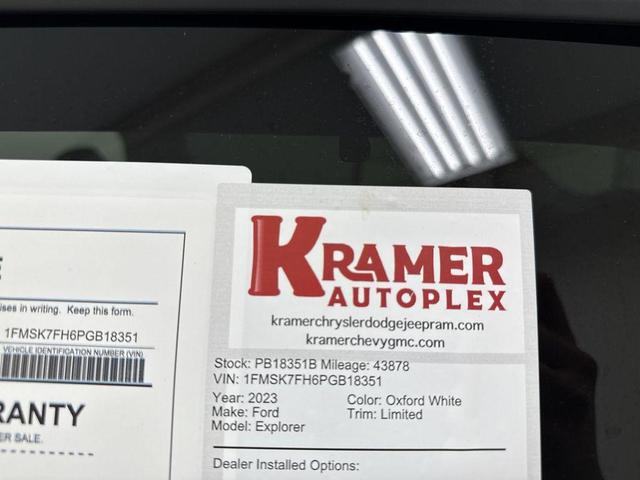 ises in writing. Keep this form.
1FMSK7FH6PGB18351
VEHICLE IDENTIFICATION NUMBER (VIN)
RANTY
ER SALE.
KRAMER
AUTOPLEX
kramerchryslerdodgejeepram.com
kramerchevygmc.com
Stock: PB18351B Mileage: 43878
VIN: 1FMSK7FH6PGB18351
Year: 2023 Color: Oxford White
Make: Ford Trim: Limited
Model: Explorer
Dealer Installed Options: